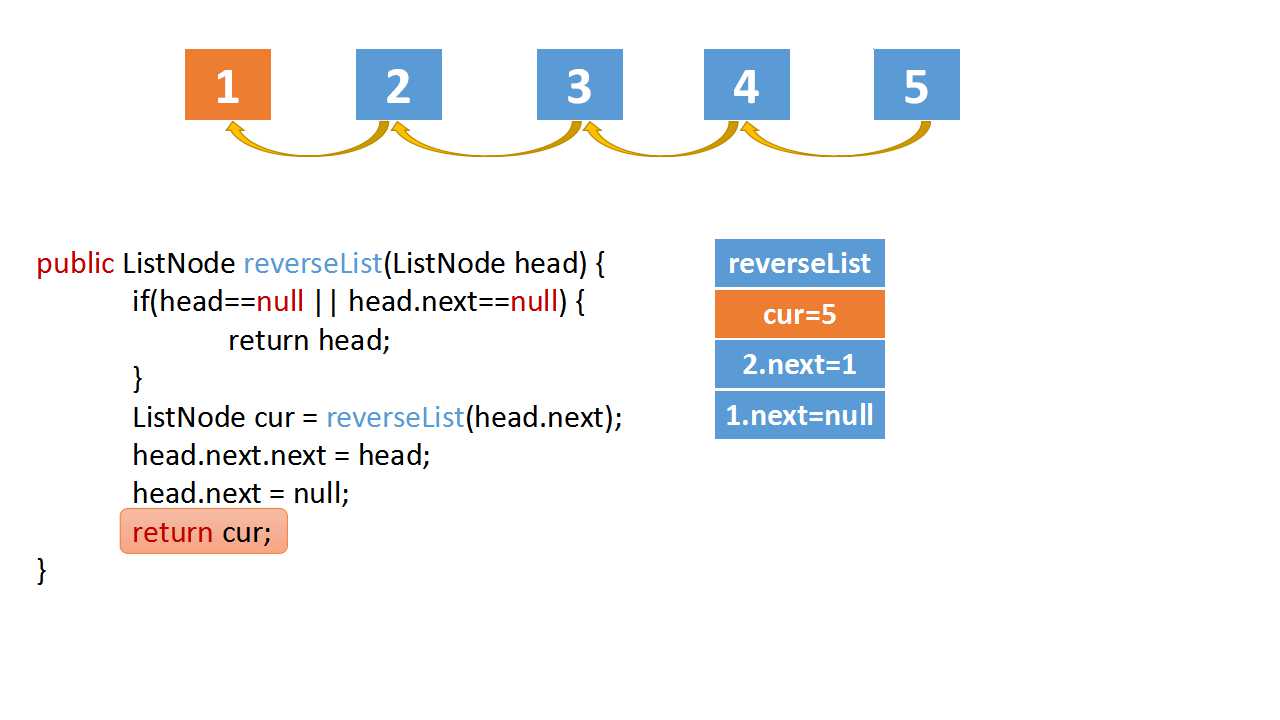 1 2 3 4 5
public ListNode reverseList(ListNode head) {
if(head==null || head.next==null) {
return head;
}
ListNode cur = reverseList(head.next);
head.next.next = head;
head.next = null;
return cur;
}
reverseList
cur=5
2.next=1
1.next=null